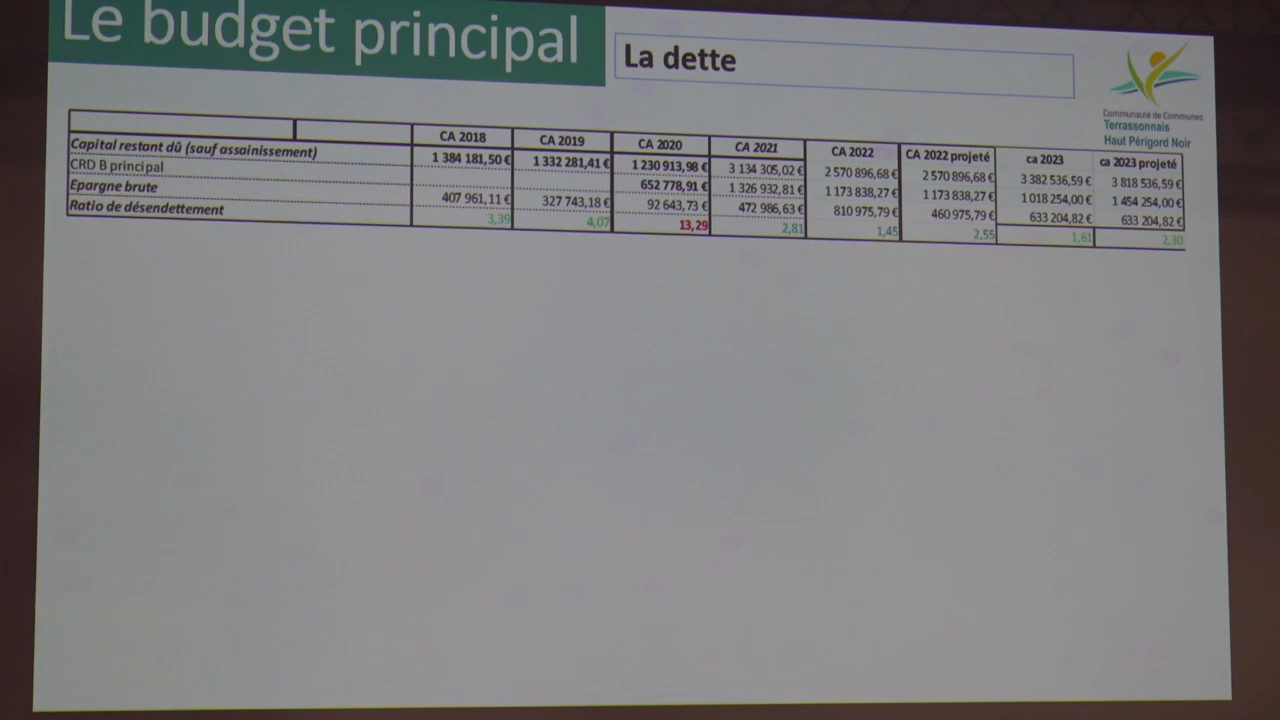 Le budget principal
La dette
Communauté de Communes
Terrassonnais
Haut Périgord Noir
CA 2018 CA 2019 CA 2020 CA 2021 CA 2022 CA 2022 projeté ca 2023 ca 2023 projeté
Capital restant dû (sauf assainissement) 1 384 181,50 € 1 332 281,41 € 1 230 913,98 € 3 134 305,02 € 2 570 896,68 € 2 570 896,68 € 3 382 536,59 € 3 818 536,59 €
CRD B principal 652 778,91 € 1 326 932,81 € 1 173 838,27 € 1 173 838,27 € 1 018 254,00 € 1 454 254,00 €
Epargne brute 407 961,11 € 327 743,18 € 92 643,73 € 472 986,63 € 810 975,79 € 460 975,79 € 633 204,82 € 633 204,82 €
Ratio de désendettement 3,39 4,07 13,29 2,81 1,45 2,55 1,61 2,30